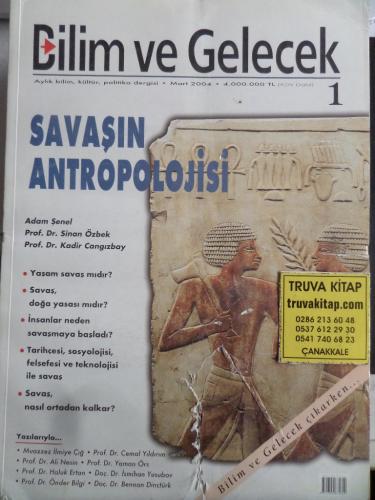 Bilim ve Gelecek
Aylık bilim, kültür, politika dergisi • Mart 2004 • 4.000.000 TL (KDV Dahil)
1
SAVAŞIN
ANTROPOLOJİSİ
Adam Şenel
Prof. Dr. Sinan Özbek
Prof. Dr. Kadir Cangızbay
• Yaşam savaş mıdır?
• Savaş,
doğa yasası mıdır?
• İnsanlar neden
savaşmaya başladı?
• Tarihçesi, sosyolojisi,
felsefesi ve teknolojisi
ile savaş
• Savaş,
nasıl ortadan kalkar?
TRUVA KİTAP
truvakitap.com
0286 213 60 48
0537 612 29 30
0541 740 68 23
ÇANAKKALE
Bilim ve Gelecek çıkarken...
Yazılarıyla...
• Muazzez İlmiye Çığ • Prof. Dr. Cemal Yıldırım
• Prof. Dr. Ali Nesin • Prof. Dr. Yaman Örs
• Prof. Dr. Haluk Ertan • Doç. Dr. İsmihan Yusubov
• Prof. Dr. Önder Bilgi • Doç. Dr. Bennan Dinçtürk